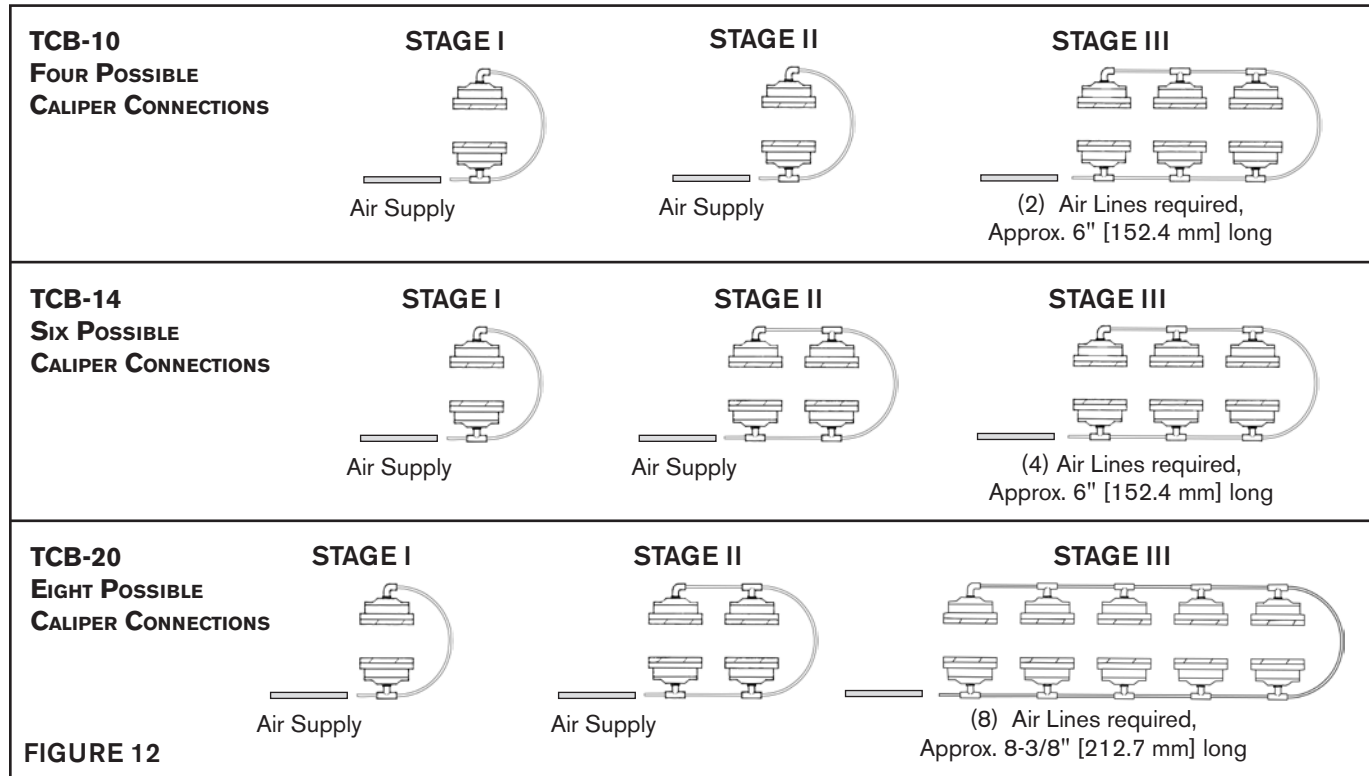 TCB-10
FOUR POSSIBLE
CALIPER CONNECTIONS
STAGE I
Air Supply
STAGE II
Air Supply
STAGE III
(2) Air Lines required,
Approx. 6" [152.4 mm] long
TCB-14
SIX POSSIBLE
CALIPER CONNECTIONS
STAGE I
Air Supply
STAGE II
Air Supply
STAGE III
(4) Air Lines required,
Approx. 6" [152.4 mm] long
TCB-20
EIGHT POSSIBLE
CALIPER CONNECTIONS
STAGE I
Air Supply
STAGE II
Air Supply
STAGE III
(8) Air Lines required,
Approx. 8-3/8" [212.7 mm] long
FIGURE 12